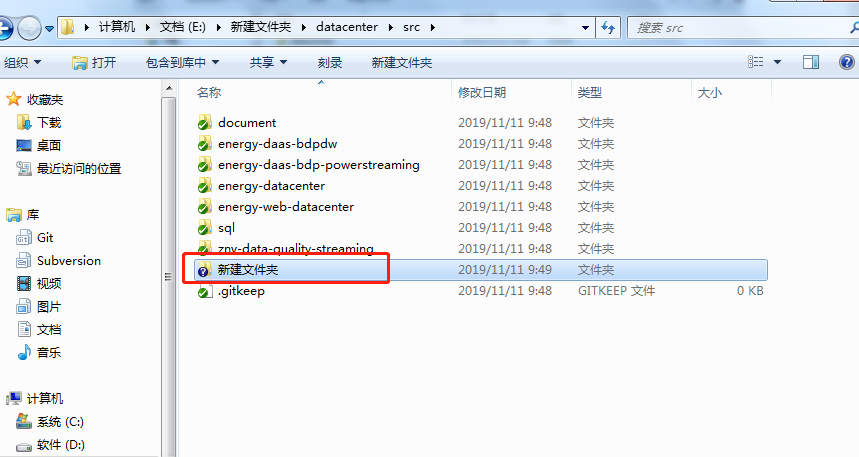 计算机 文档 (E:) 新建文件夹 datacenter src 搜索 src
组织 打开 包含到库中 共享 刻录 新建文件夹
名称 修改日期 类型 大小
收藏夹
下载
桌面
最近访问的位置
库
Git
Subversion
视频
图片
文档
音乐
计算机
系统 (C:)
软件 (D:)
document 2019/11/11 9:48 文件夹
energy-daas-bdpdw 2019/11/11 9:48 文件夹
energy-daas-bdp-powerstreaming 2019/11/11 9:48 文件夹
energy-datacenter 2019/11/11 9:48 文件夹
energy-web-datacenter 2019/11/11 9:48 文件夹
sql 2019/11/11 9:48 文件夹
znv-data-quality-streaming 2019/11/11 9:48 文件夹
新建文件夹 2019/11/11 9:49 文件夹
.gitkeep 2019/11/11 9:48 GITKEEP 文件 0 KB